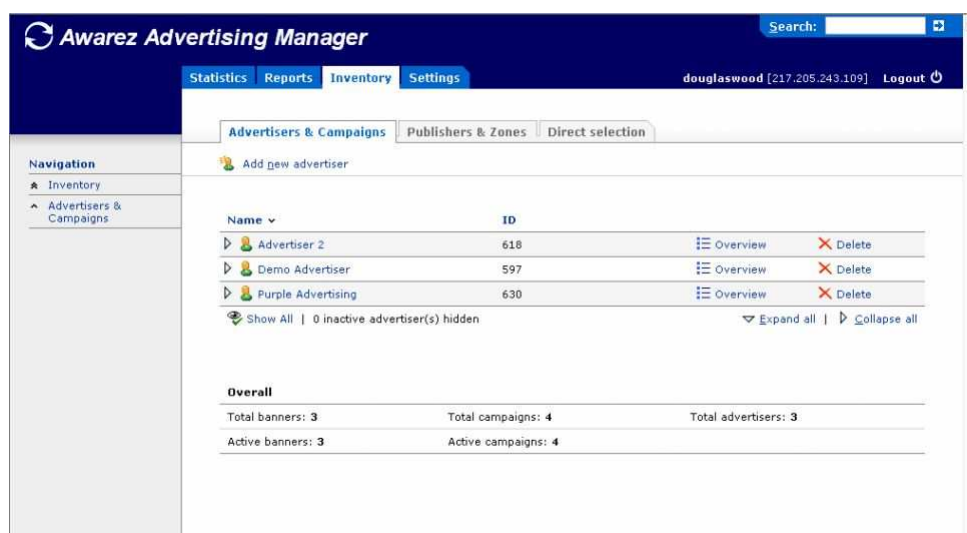 Awarez Advertising Manager
Search:
Statistics Reports Inventory Settings
douglaswood [217.205.243.109] Logout
Advertisers & Campaigns Publishers & Zones Direct selection
Navigation
Inventory
Advertisers &
Campaigns
Add new advertiser
Name ID
Advertiser 2 618 Overview Delete
Demo Advertiser 597 Overview Delete
Purple Advertising 630 Overview Delete
Show All | 0 inactive advertiser(s) hidden Expand all | Collapse all
Overall
Total banners: 3 Total campaigns: 4 Total advertisers: 3
Active banners: 3 Active campaigns: 4